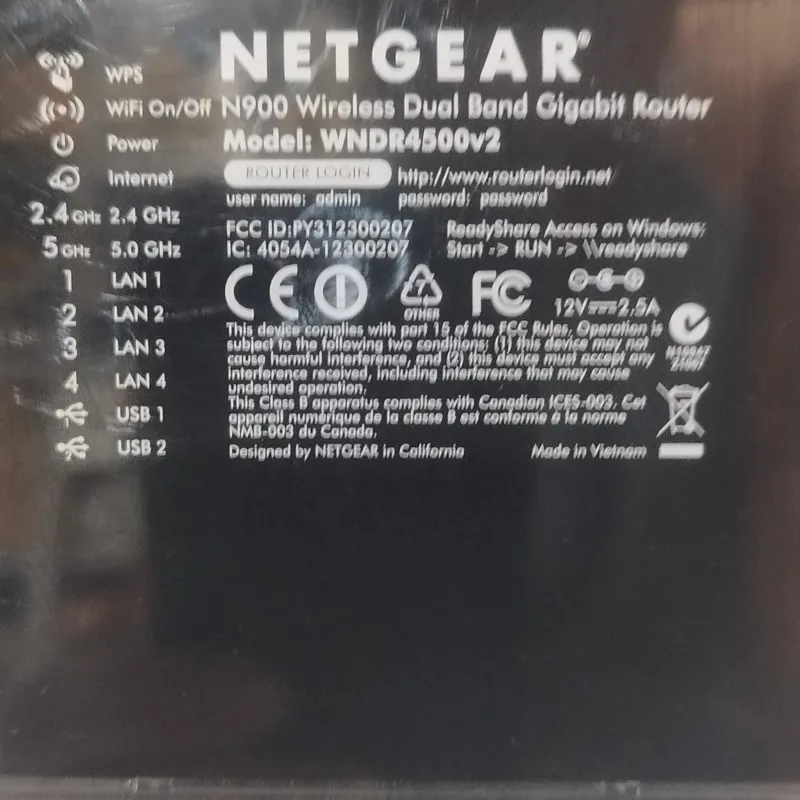 NETGEAR®
N900 Wireless Dual Band Gigabit Router
Model: WNDR4500v2
ROUTER LOGIN http://www.routerlogin.net
user name: admin password: password
FCC ID:PY312300207
IC: 4054A-12300207
ReadyShare Access on Windows:
Start -> RUN -> \\readyshare
CE
7
OTHER
FC
12V 2.5A
N10947
This device complies with part 15 of the FCC Rules. Operation is
subject to the following two conditions: (1) this device may not
cause harmful interference, and (2) this device must accept any
interference received, including interference that may cause
undesired operation.
This Class B apparatus complies with Canadian ICES-003. Cet
appareil numérique de la classe B est conforme à la norme
NMB-003 du Canada.
Designed by NETGEAR in California Made in Vietnam
WPS
WiFi On/Off
Power
Internet
2.4 GHz 2.4 GHz
5 GHz 5.0 GHz
1 LAN 1
2 LAN 2
3 LAN 3
4 LAN 4
USB 1
USB 2